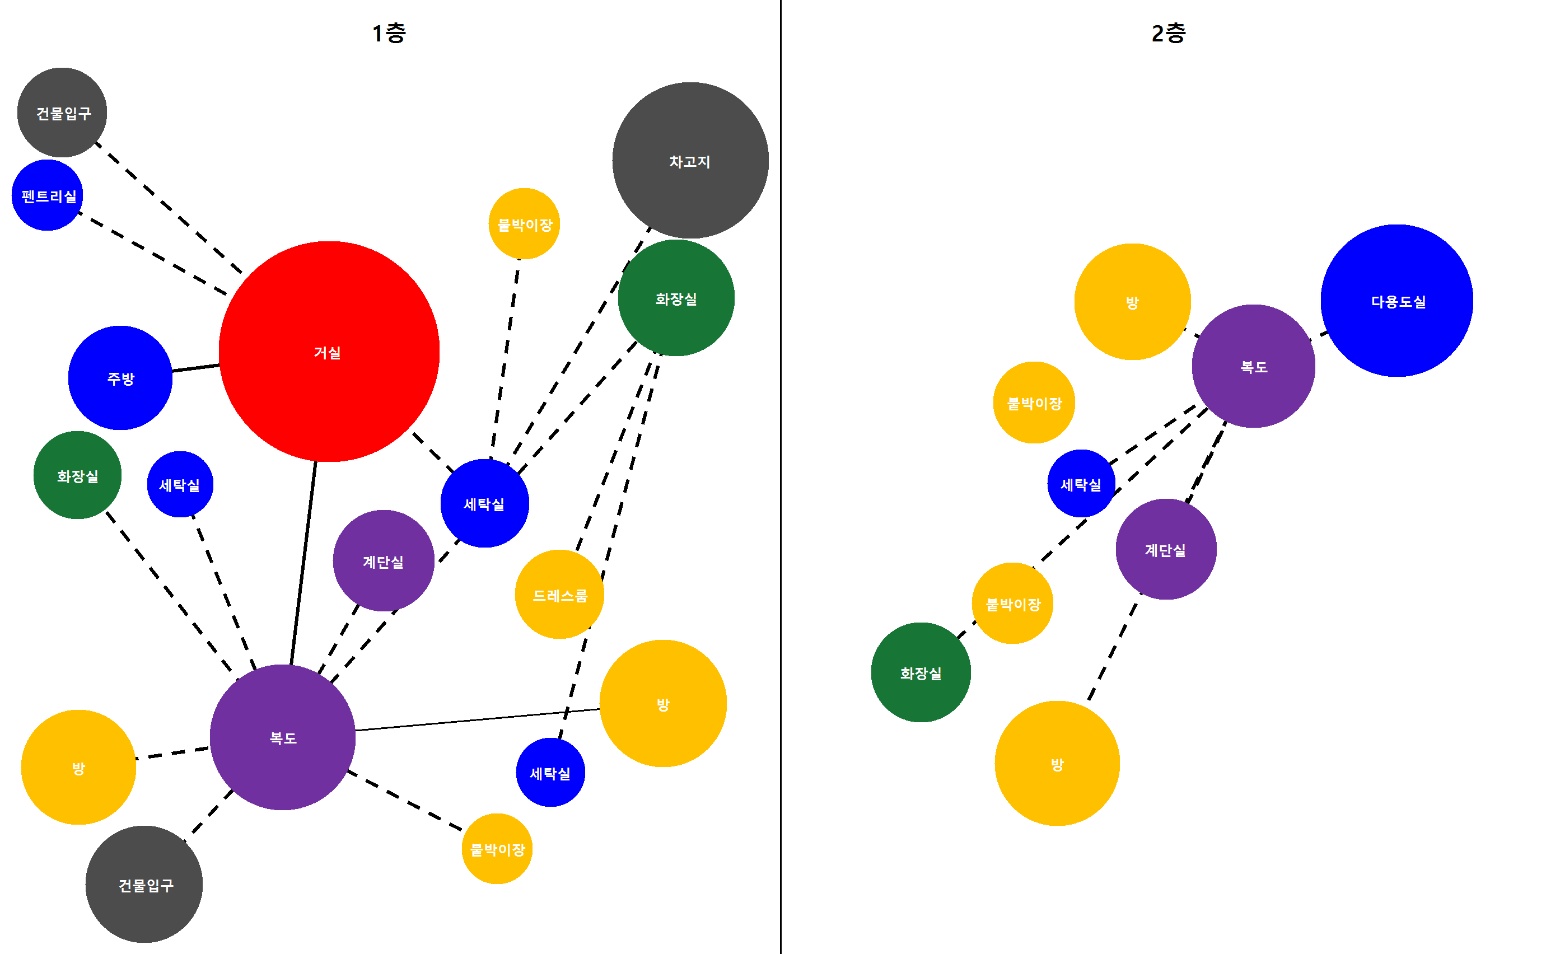 1층
건물입구
펜트리실
차고지
붙박이장
화장실
거실
주방
화장실
세탁실
세탁실
계단실
드레스룸
방
복도
방
세탁실
붙박이장
건물입구
2층
방
다용도실
복도
붙박이장
세탁실
계단실
붙박이장
화장실
방